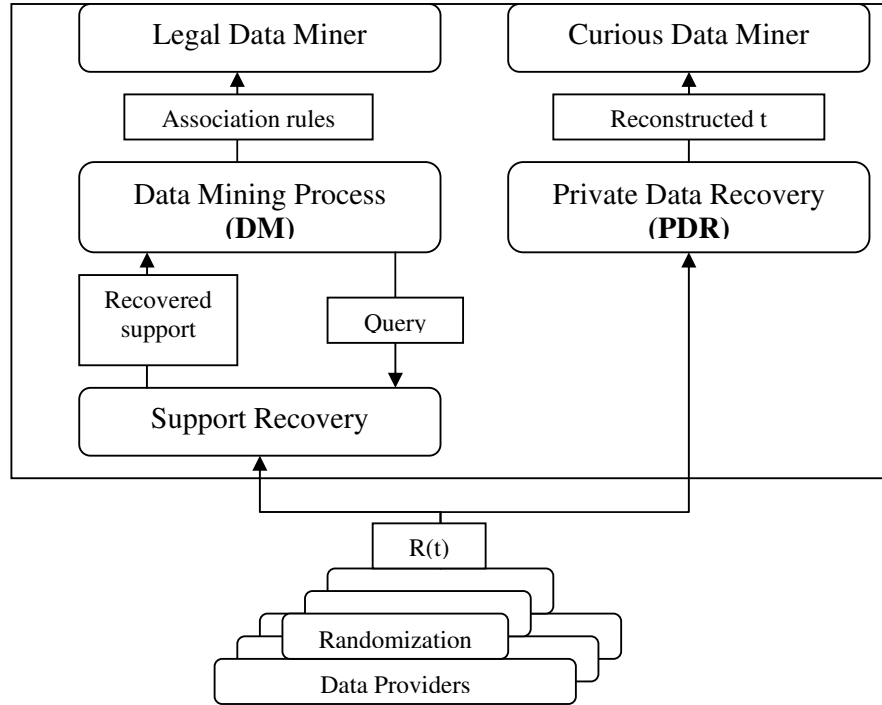 Legal Data Miner
Curious Data Miner
Association rules
Reconstructed t
Data Mining Process
(DM)
Private Data Recovery
(PDR)
Recovered
support
Query
Support Recovery
R(t)
Randomization
Data Providers